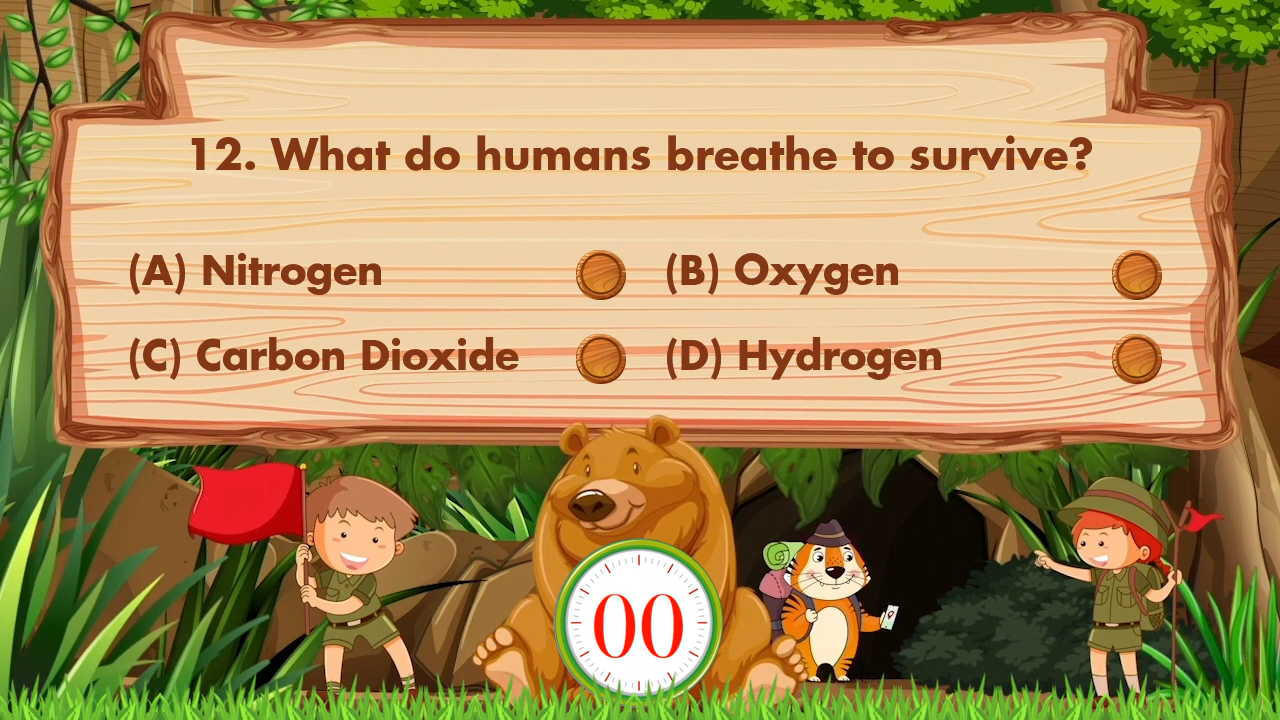 12. What do humans breathe to survive?
(A) Nitrogen
(B) Oxygen
(C) Carbon Dioxide
(D) Hydrogen
00